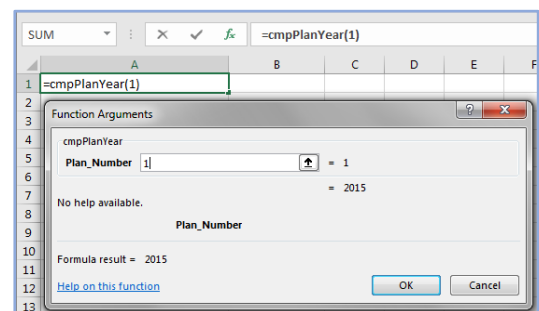 SUM fx =cmpPlanYear(1)
A B C D E F
1 =cmpPlanYear(1)
2
3 Function Arguments ? X
4 cmpPlanYear
5 Plan_Number 1 = 1
6
7 = 2015
8 No help available.
9 Plan_Number
10
11 Formula result = 2015
12 Help on this function OK Cancel
13